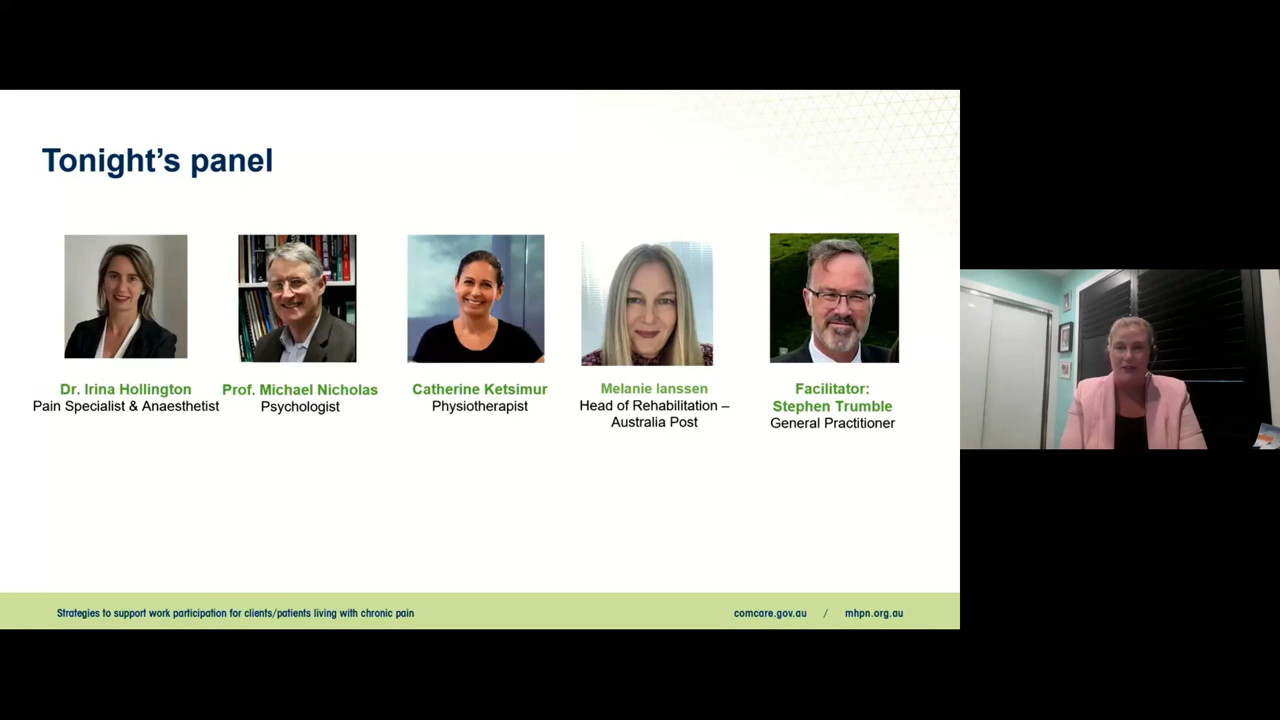 Tonight's panel
Dr. Irina Hollington
Pain Specialist & Anaesthetist
Prof. Michael Nicholas
Psychologist
Catherine Ketsimur
Physiotherapist
Melanie Ianssen
Head of Rehabilitation –
Australia Post
Facilitator:
Stephen Trumble
General Practitioner
Strategies to support work participation for clients/patients living with chronic pain
comcare.gov.au / mhpn.org.au